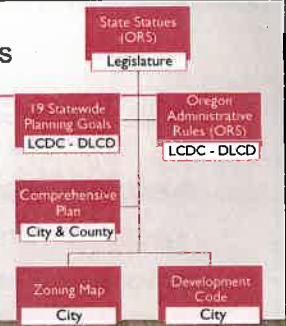 s
State Statues
(ORS)
Legislature
19 Statewide
Planning Goals
LCDC - DLCD
Oregon
Administrative
Rules (ORS)
LCDC - DLCD
Comprehensive
Plan
City & County
Zoning Map
City
Development
Code
City